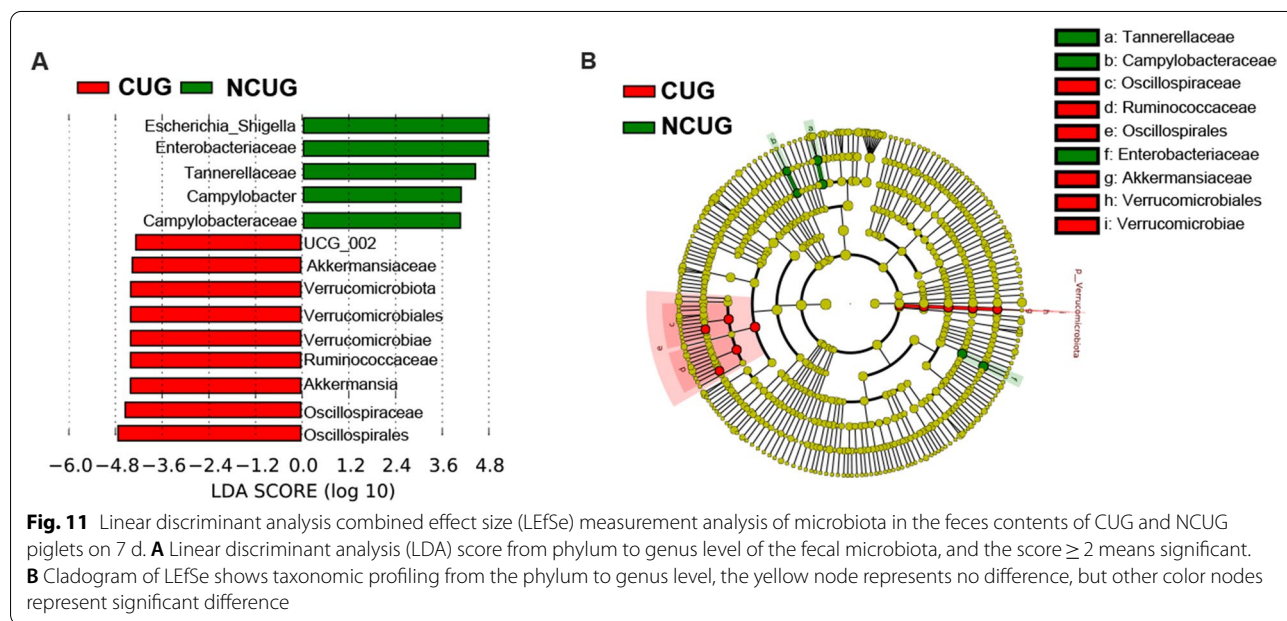 A
CUG NCUG
Escherichia_Shigella
Enterobacteriaceae
Tannerellaceae
Campylobacter
Campylobacteraceae
UCG_002
Akkermansiaceae
Verrucomicrobiota
Verrucomicrobiales
Verrucomicrobiae
Ruminococcaceae
Akkermansia
Oscillospiraceae
Oscillospirales
−6.0 −4.8 −3.6 −2.4 −1.2 0.0 1.2 2.4 3.6 4.8
LDA SCORE (log 10)
B
CUG
NCUG
a: Tannerellaceae
b: Campylobacteraceae
c: Oscillospiraceae
d: Ruminococcaceae
e: Oscillospirales
f: Enterobacteriaceae
g: Akkermansiaceae
h: Verrucomicrobiales
i: Verrucomicrobiae
a
b
c
e
d
f
g
h
i
p__Verrucomicrobiota
Fig. 11 Linear discriminant analysis combined effect size (LEfSe) measurement analysis of microbiota in the feces contents of CUG and NCUG
piglets on 7 d. A Linear discriminant analysis (LDA) score from phylum to genus level of the fecal microbiota, and the score ≥ 2 means significant.
B Cladogram of LEfSe shows taxonomic profiling from the phylum to genus level, the yellow node represents no difference, but other color nodes
represent significant difference